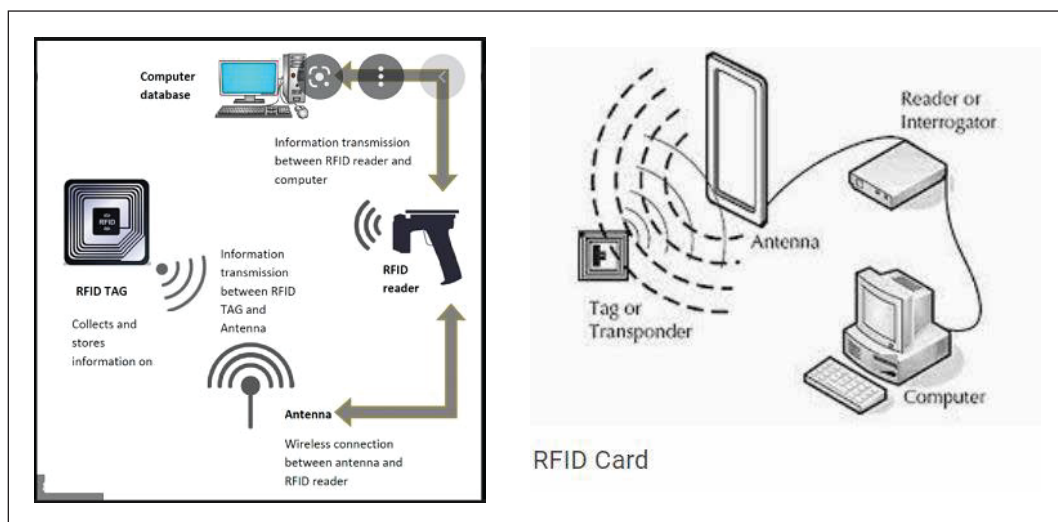 Computer
database
Information transmission
between RFID reader and
computer
RFID
RFID TAG
Collects and
stores
information on
Information
transmission
between RFID
TAG and
Antenna
RFID
reader
Antenna
Wireless connection
between antenna and
RFID reader
Reader or
Interrogator
Antenna
Tag or
Transponder
Computer
RFID Card